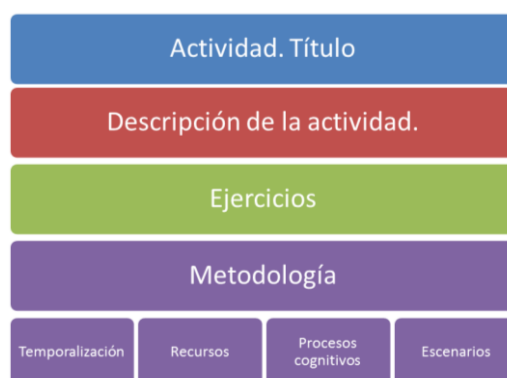 Actividad. Título
Descripción de la actividad.
Ejercicios
Metodología
Temporalización
Recursos
Procesos
cognitivos
Escenarios